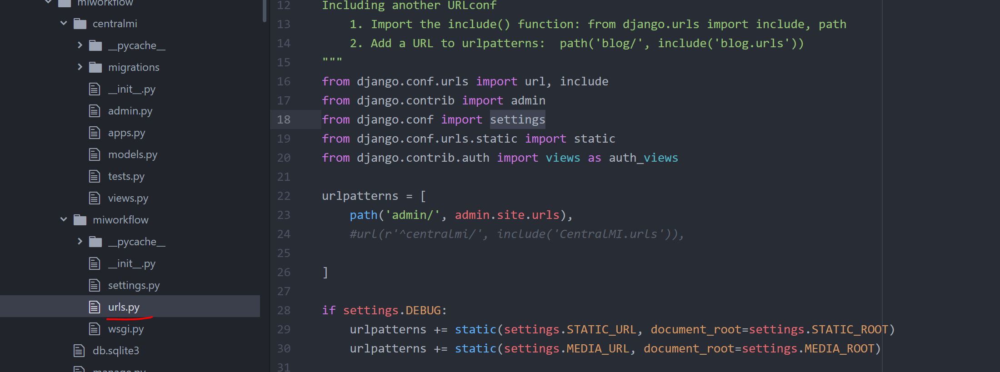 miworkflow
centralmi
__pycache__
migrations
__init__.py
admin.py
apps.py
models.py
tests.py
views.py
miworkflow
__pycache__
__init__.py
settings.py
urls.py
wsgi.py
db.sqlite3
manage.py
12 Including another URLconf
13     1. Import the include() function: from django.urls import include, path
14     2. Add a URL to urlpatterns:  path('blog/', include('blog.urls'))
15 """
16 from django.conf.urls import url, include
17 from django.contrib import admin
18 from django.conf import settings
19 from django.conf.urls.static import static
20 from django.contrib.auth import views as auth_views
21
22 urlpatterns = [
23     path('admin/', admin.site.urls),
24     #url(r'^centralmi/', include('CentralMI.urls')),
25
26 ]
27
28 if settings.DEBUG:
29     urlpatterns += static(settings.STATIC_URL, document_root=settings.STATIC_ROOT)
30     urlpatterns += static(settings.MEDIA_URL, document_root=settings.MEDIA_ROOT)
31